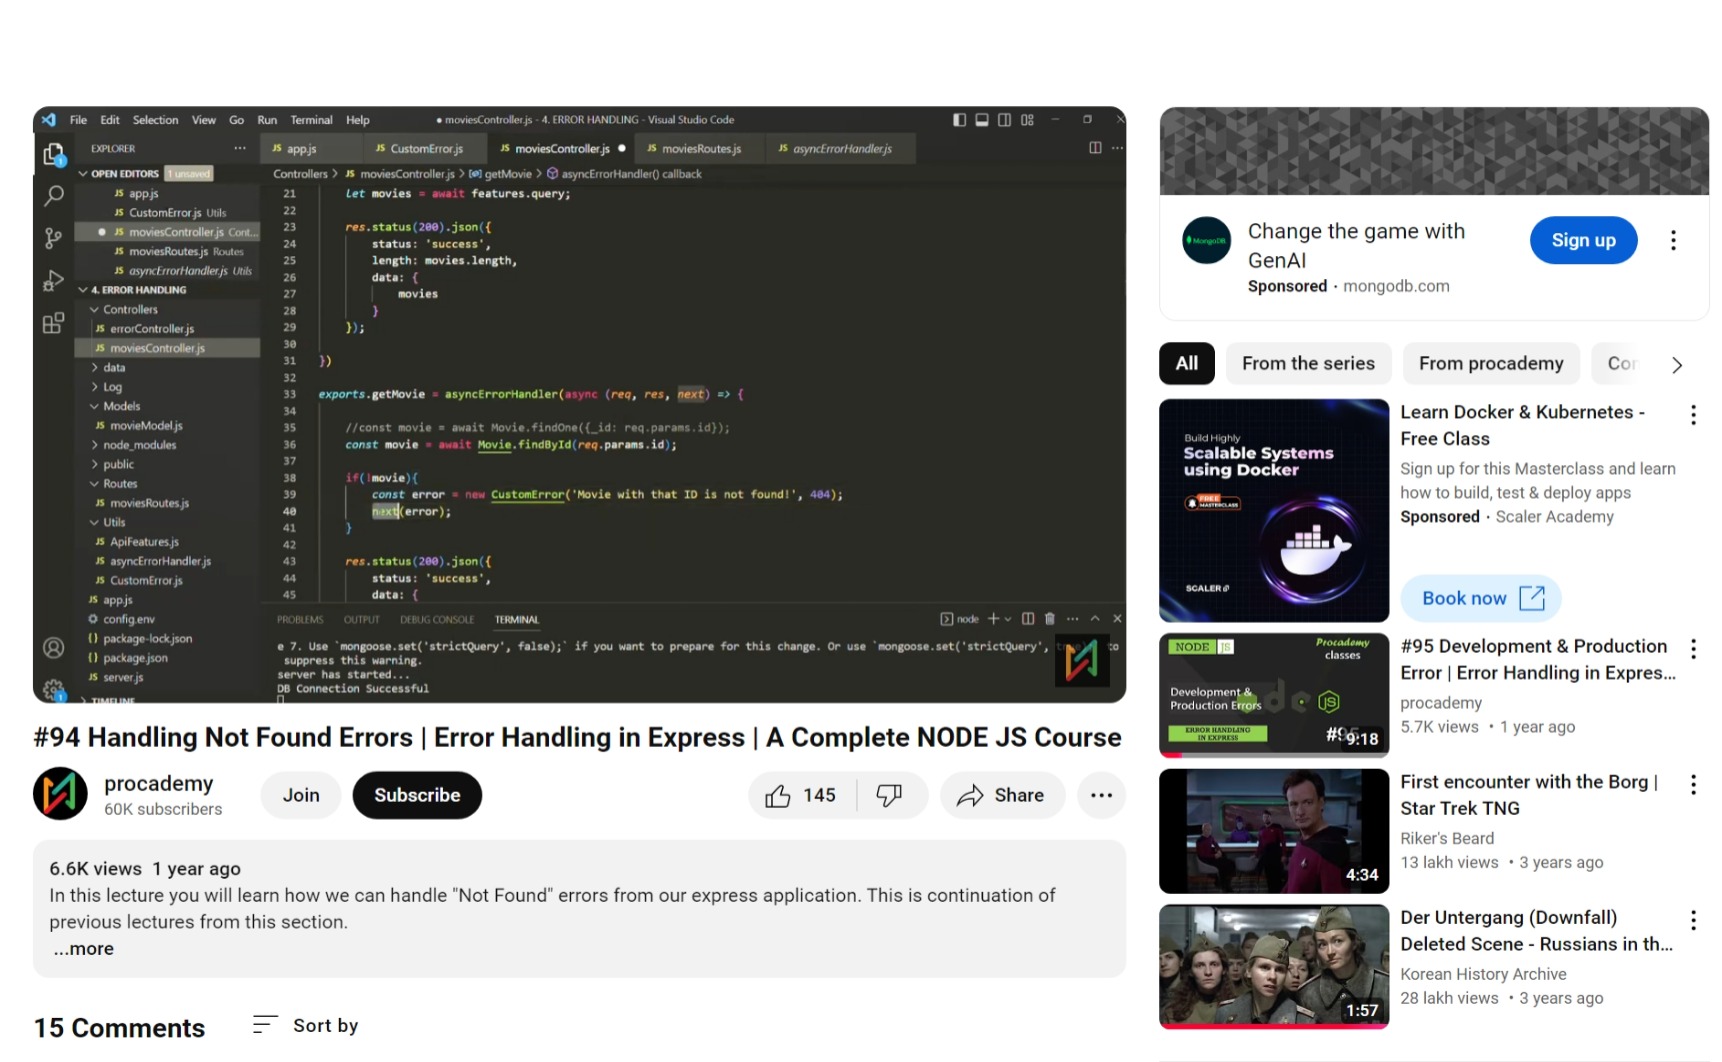 File Edit Selection View Go Run Terminal Help
● moviesController.js - 4. ERROR HANDLING - Visual Studio Code
EXPLORER ...
JS app.js
JS CustomError.js
JS moviesController.js ●
JS moviesRoutes.js
JS asyncErrorHandler.js
OPEN EDITORS 1 unsaved
JS app.js
JS CustomError.js Utils
● JS moviesController.js Cont...
JS moviesRoutes.js Routes
JS asyncErrorHandler.js Utils
4. ERROR HANDLING
Controllers
JS errorController.js
JS moviesController.js
data
Log
Models
JS movieModel.js
node_modules
public
Routes
JS moviesRoutes.js
Utils
JS ApiFeatures.js
JS asyncErrorHandler.js
JS CustomError.js
JS app.js
config.env
{} package-lock.json
{} package.json
JS server.js
TIMELINE
Controllers > JS moviesController.js > getMovie > asyncErrorHandler() callback
21 let movies = await features.query;
22
23 res.status(200).json({
24 status: 'success',
25 length: movies.length,
26 data: {
27 movies
28 }
29 });
30
31 })
32
33 exports.getMovie = asyncErrorHandler(async (req, res, next) => {
34
35 //const movie = await Movie.findOne({_id: req.params.id});
36 const movie = await Movie.findById(req.params.id);
37
38 if(!movie){
39 const error = new CustomError('Movie with that ID is not found!', 404);
40 next(error);
41 }
42
43 res.status(200).json({
44 status: 'success',
45 data: {
PROBLEMS OUTPUT DEBUG CONSOLE TERMINAL
node
e 7. Use `mongoose.set('strictQuery', false);` if you want to prepare for this change. Or use `mongoose.set('strictQuery', to
suppress this warning.
server has started...
DB Connection Successful
#94 Handling Not Found Errors | Error Handling in Express | A Complete NODE JS Course
procademy
60K subscribers
Join
Subscribe
145
Share
...
6.6K views 1 year ago
In this lecture you will learn how we can handle "Not Found" errors from our express application. This is continuation of
previous lectures from this section.
...more
15 Comments
Sort by
MongoDB
Change the game with
GenAI
Sponsored · mongodb.com
Sign up
All
From the series
From procademy
Build Highly
Scalable Systems
using Docker
FREE
MASTERCLASS
SCALER
Learn Docker & Kubernetes -
Free Class
Sign up for this Masterclass and learn
how to build, test & deploy apps
Sponsored · Scaler Academy
Book now
NODE JS
Procademy
classes
Development &
Production Errors
ERROR HANDLING
IN EXPRESS
9:18
#95 Development & Production
Error | Error Handling in Expres...
procademy
5.7K views • 1 year ago
4:34
First encounter with the Borg |
Star Trek TNG
Riker's Beard
13 lakh views • 3 years ago
1:57
Der Untergang (Downfall)
Deleted Scene - Russians in th...
Korean History Archive
28 lakh views • 3 years ago